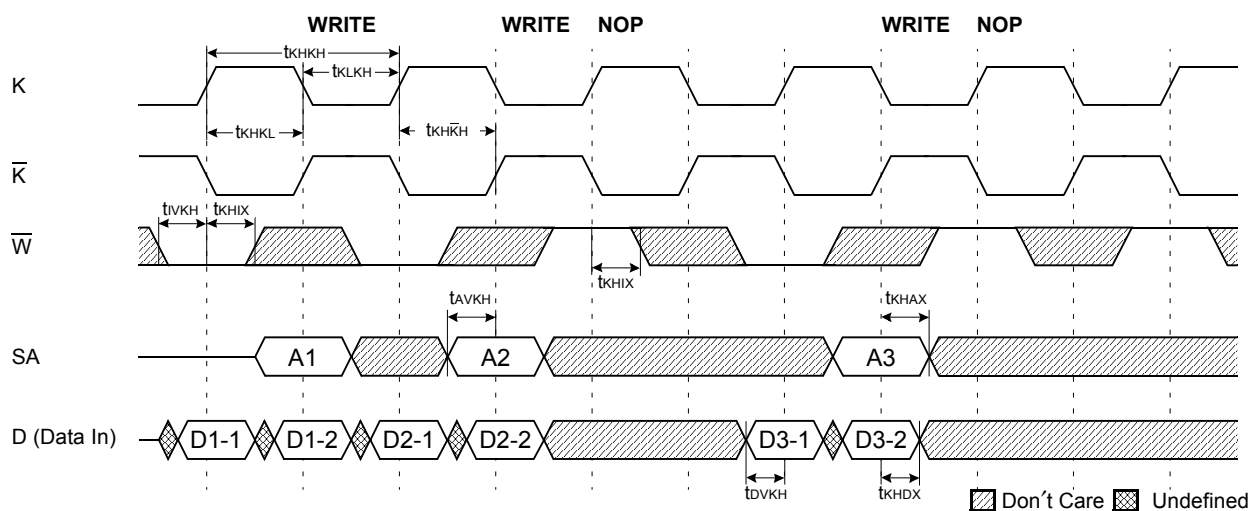 WRITE WRITE NOP WRITE NOP
tKHKH
tKLKH
K
tKHKL tKHK̅H
K̅
tIVKH tKHIX
W̅
tKHIX
tAVKH tKHAX
SA A1 A2 A3
D (Data In) D1-1 D1-2 D2-1 D2-2 D3-1 D3-2
tDVKH tKHDX
Don′t Care Undefined